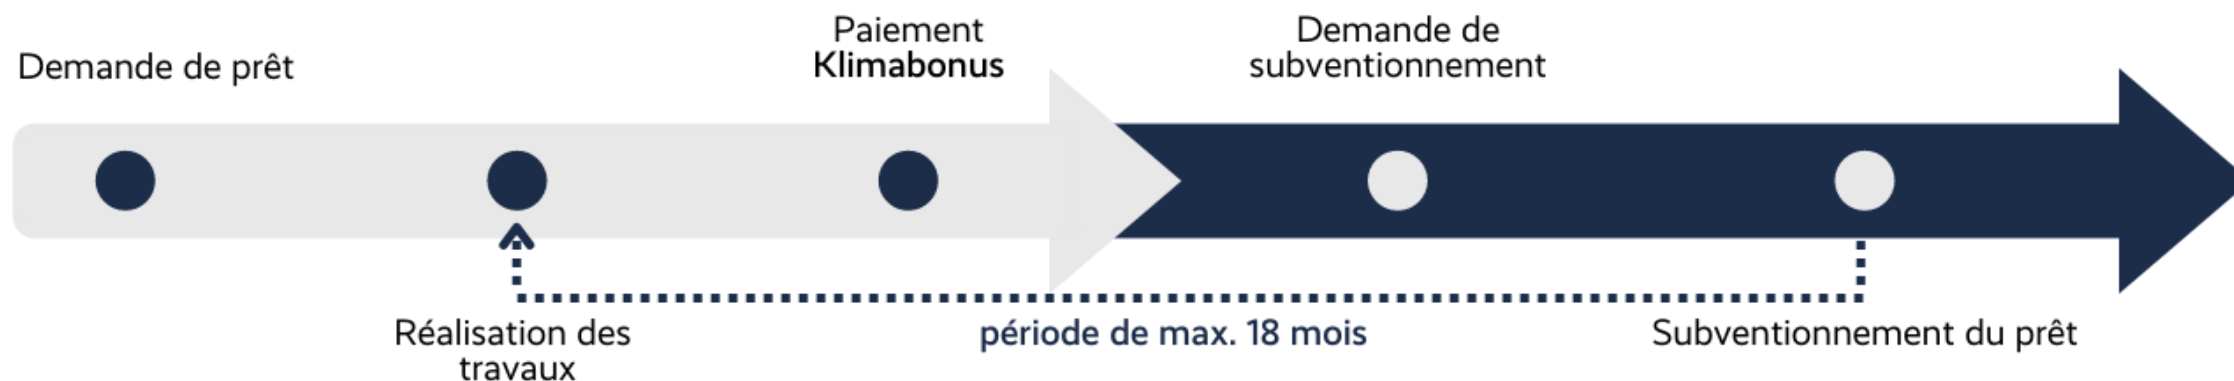 Demande de prêt
Paiement
Klimabonus
Demande de
subventionnement
Réalisation des
travaux
période de max. 18 mois
Subventionnement du prêt